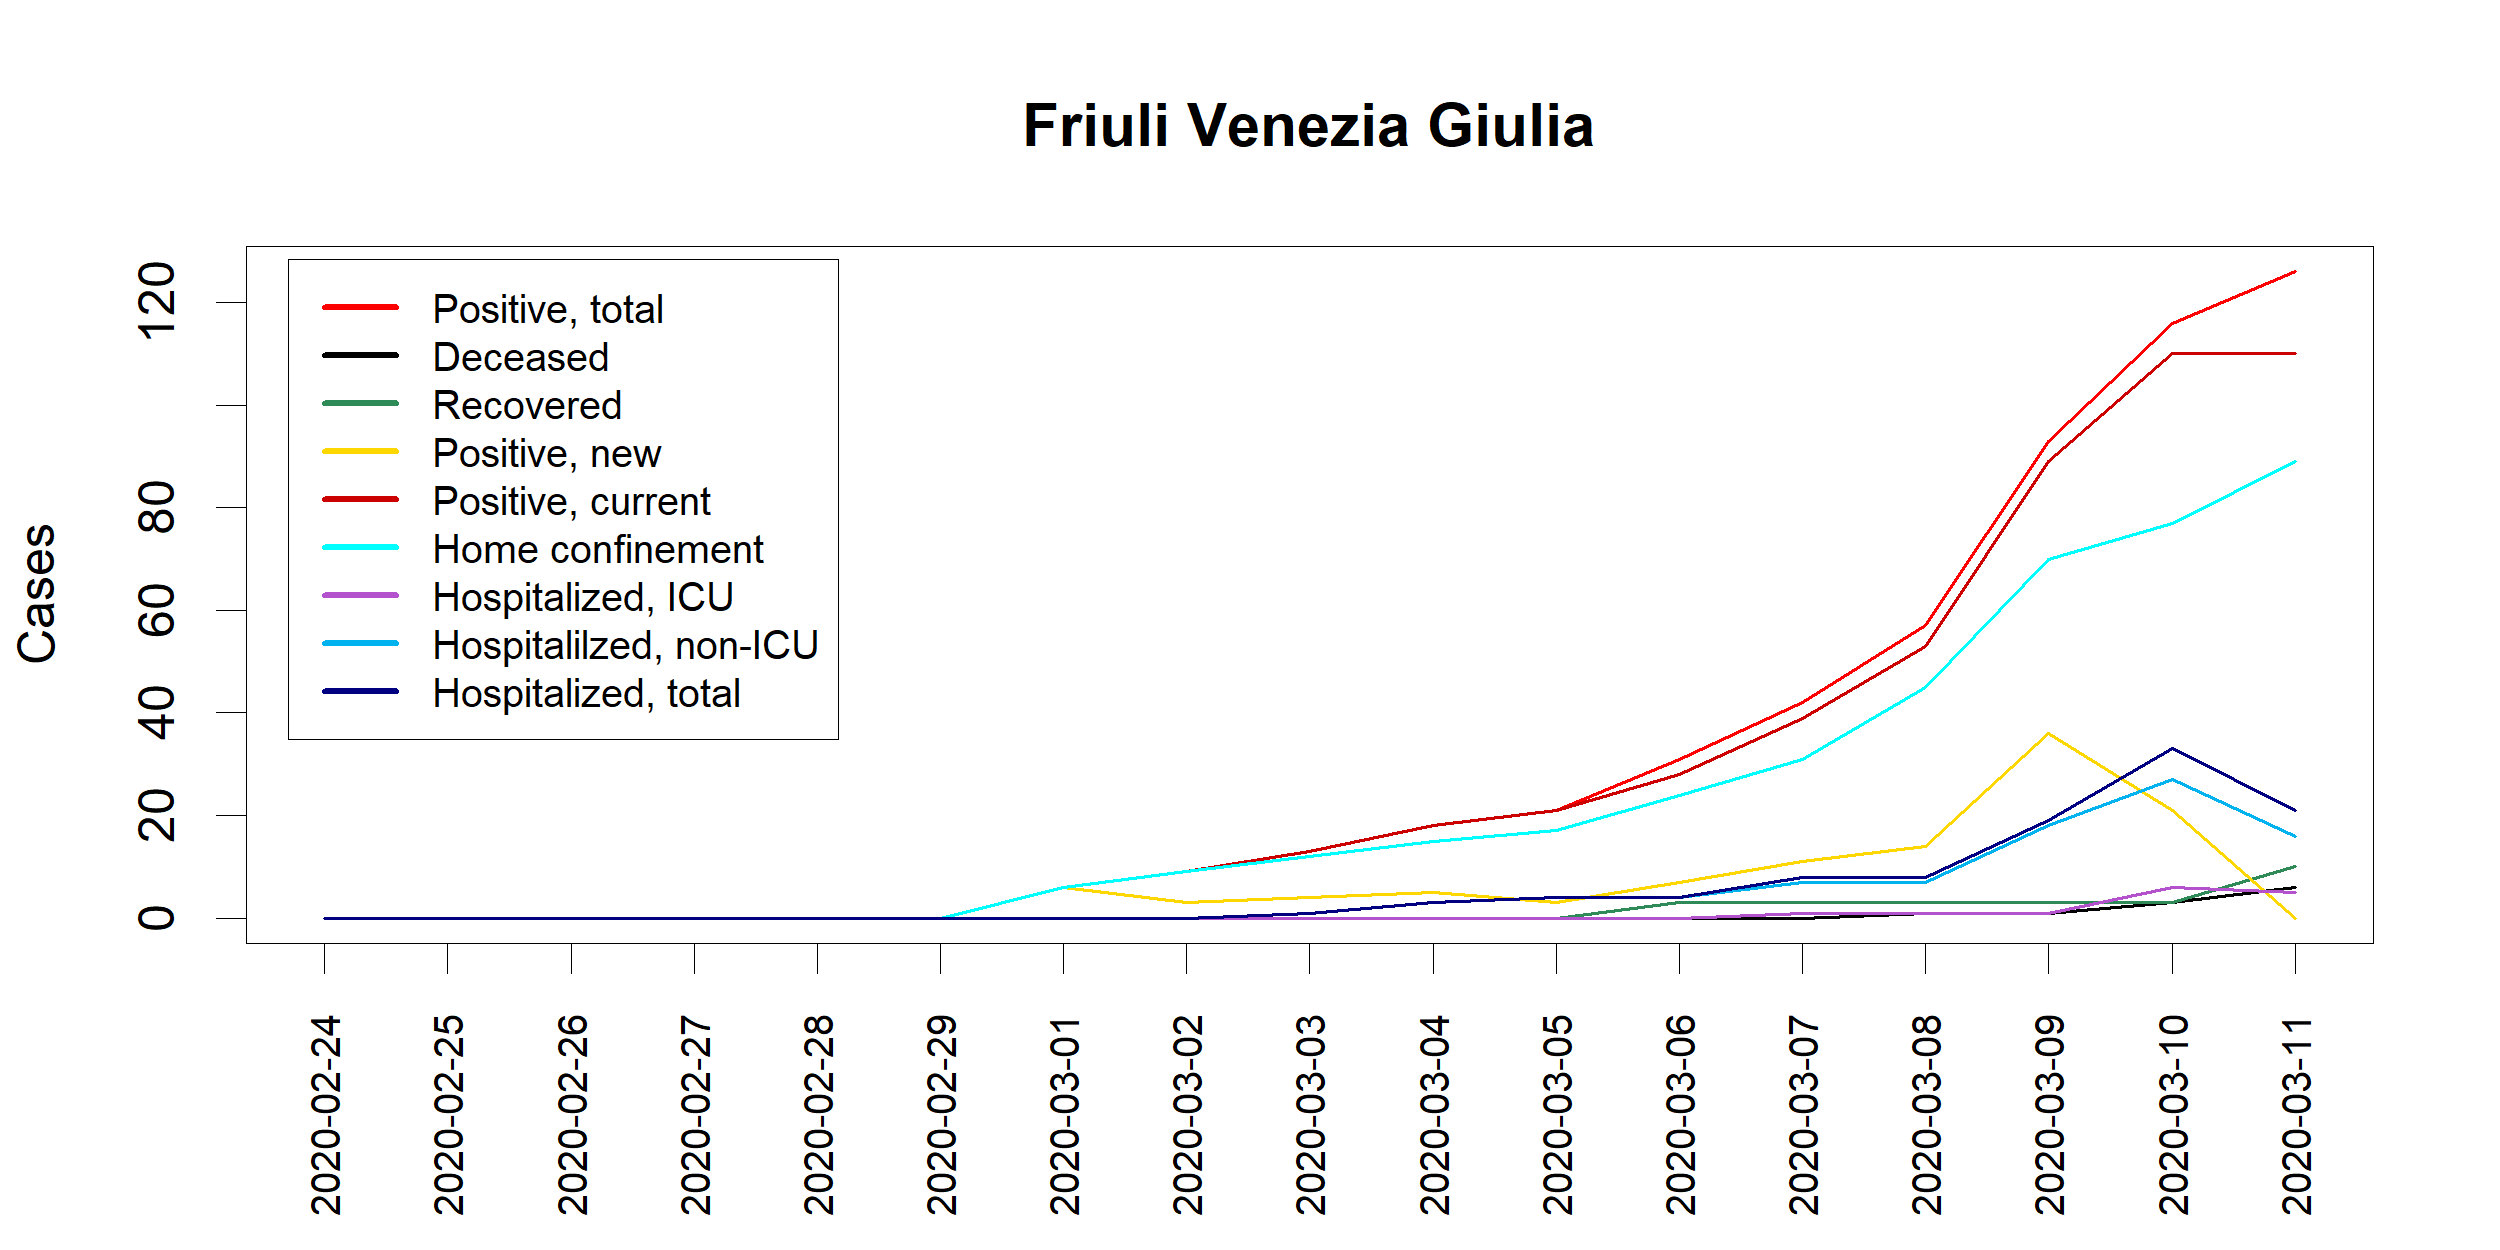 Friuli Venezia Giulia
Cases
120
80
60
40
20
0
Positive, total
Deceased
Recovered
Positive, new
Positive, current
Home confinement
Hospitalized, ICU
Hospitalilzed, non-ICU
Hospitalized, total
2020-02-24
2020-02-25
2020-02-26
2020-02-27
2020-02-28
2020-02-29
2020-03-01
2020-03-02
2020-03-03
2020-03-04
2020-03-05
2020-03-06
2020-03-07
2020-03-08
2020-03-09
2020-03-10
2020-03-11